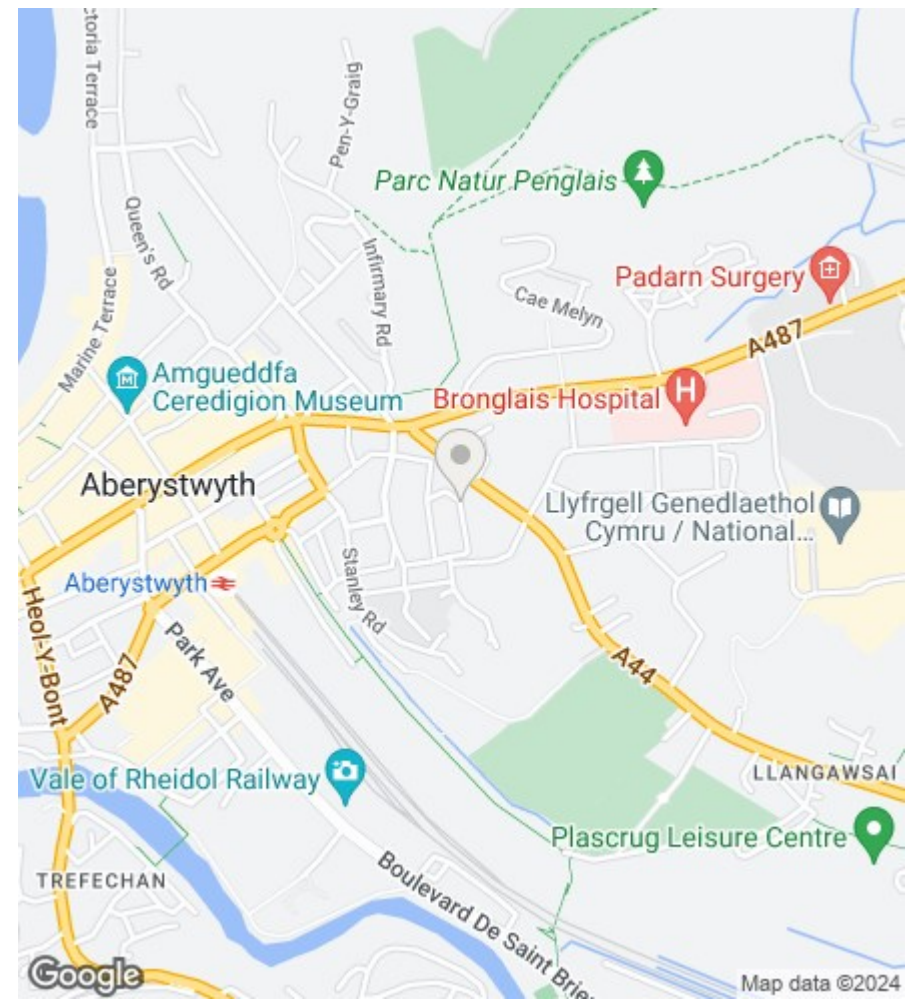 ctoria Terrace
Pen-Y-Graig
Parc Natur Penglais
Queen's Rd
Infirmary Rd
Padarn Surgery
Cae Melyn
Marine Terrace
A487
Amgueddfa
Ceredigion Museum
Bronglais Hospital
H
M
Aberystwyth
Llyfrgell Genedlaethol
Cymru / National...
Stanley Rd
Aberystwyth
Heol-Y-Bont
A487
Park Ave
A44
Vale of Rheidol Railway
LLANGAWSAI
Plascrug Leisure Centre
TREFECHAN
Boulevard De Saint Brieu
Google
Map data ©2024